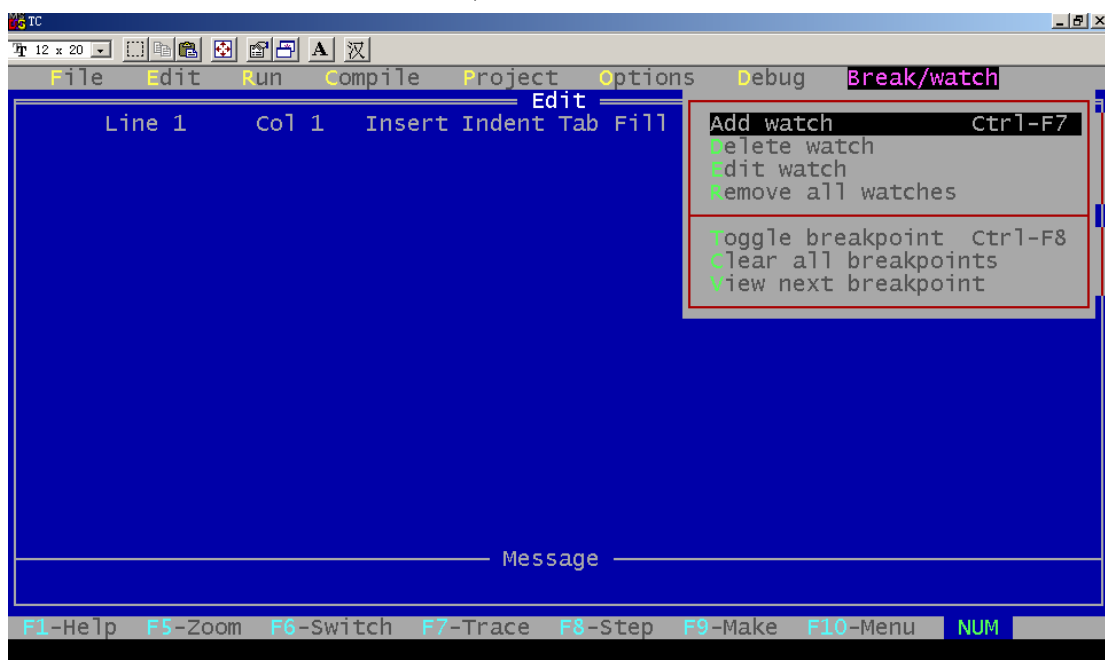 TC
12 x 20 A 汉
File Edit Run Compile Project Options Debug Break/watch
Edit
Line 1 Col 1 Insert Indent Tab Fill
Add watch Ctrl-F7
Delete watch
Edit watch
Remove all watches
Toggle breakpoint Ctrl-F8
Clear all breakpoints
View next breakpoint
Message
F1-Help F5-Zoom F6-Switch F7-Trace F8-Step F9-Make F10-Menu NUM